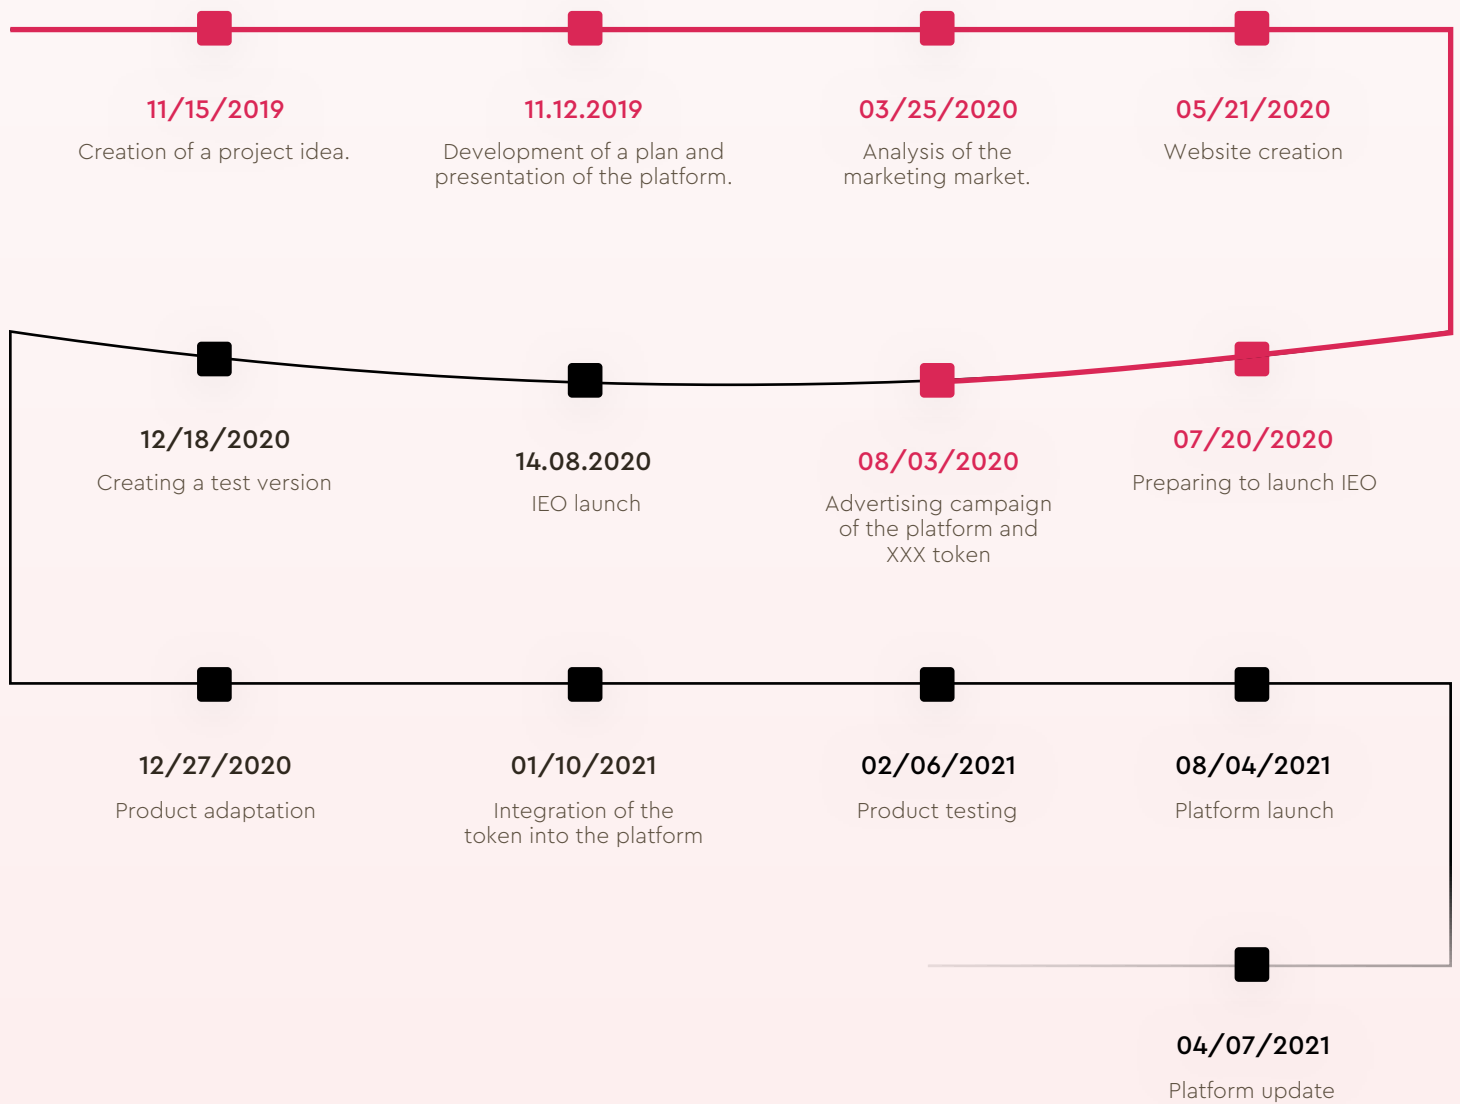 11/15/2019
Creation of a project idea.
11.12.2019
Development of a plan and
presentation of the platform.
03/25/2020
Analysis of the
marketing market.
05/21/2020
Website creation
12/18/2020
Creating a test version
14.08.2020
IEO launch
08/03/2020
Advertising campaign
of the platform and
XXX token
07/20/2020
Preparing to launch IEO
12/27/2020
Product adaptation
01/10/2021
Integration of the
token into the platform
02/06/2021
Product testing
08/04/2021
Platform launch
04/07/2021
Platform update